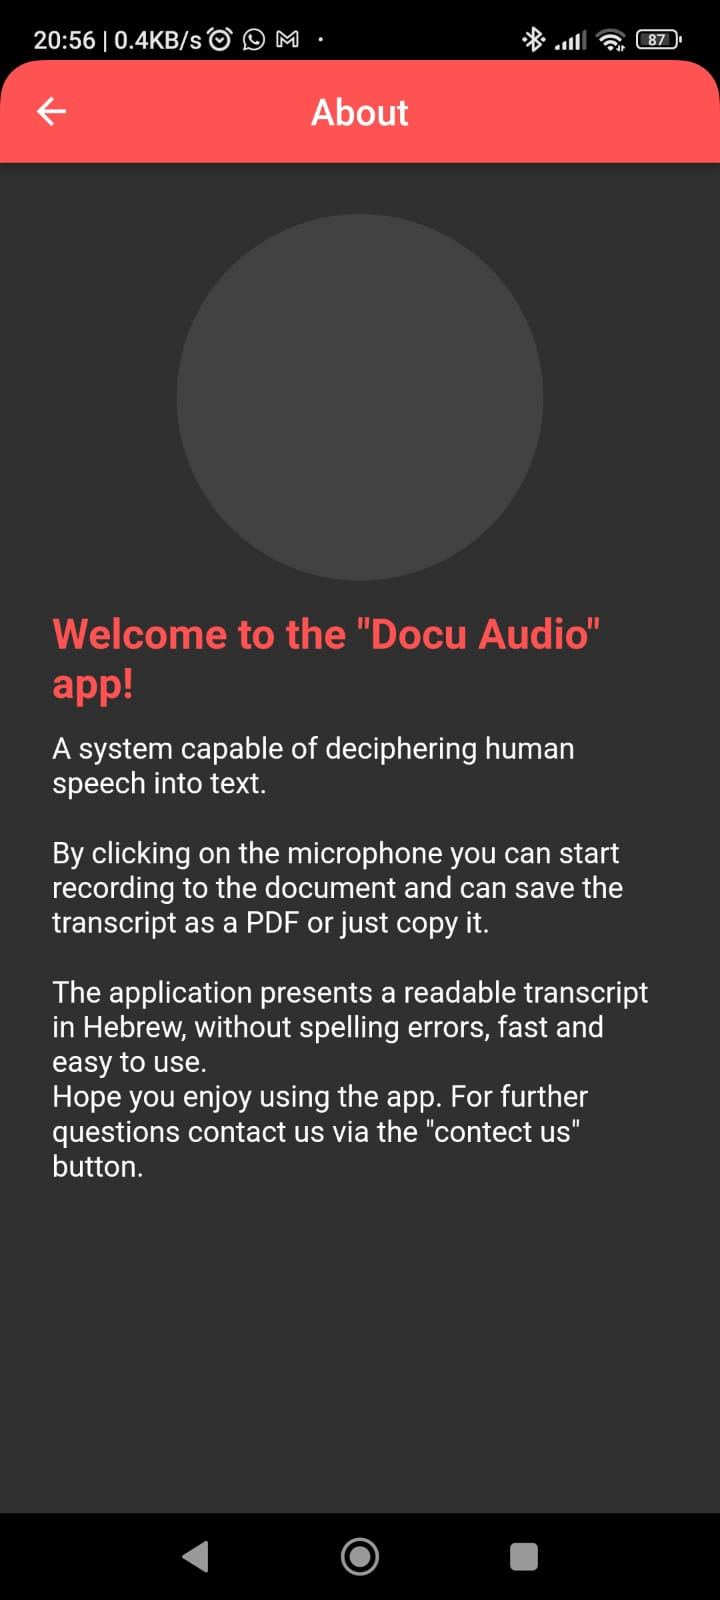 20:56 | 0.4KB/s
87
About
Welcome to the "Docu Audio"
app!
A system capable of deciphering human
speech into text.
By clicking on the microphone you can start
recording to the document and can save the
transcript as a PDF or just copy it.
The application presents a readable transcript
in Hebrew, without spelling errors, fast and
easy to use.
Hope you enjoy using the app. For further
questions contact us via the "contect us"
button.